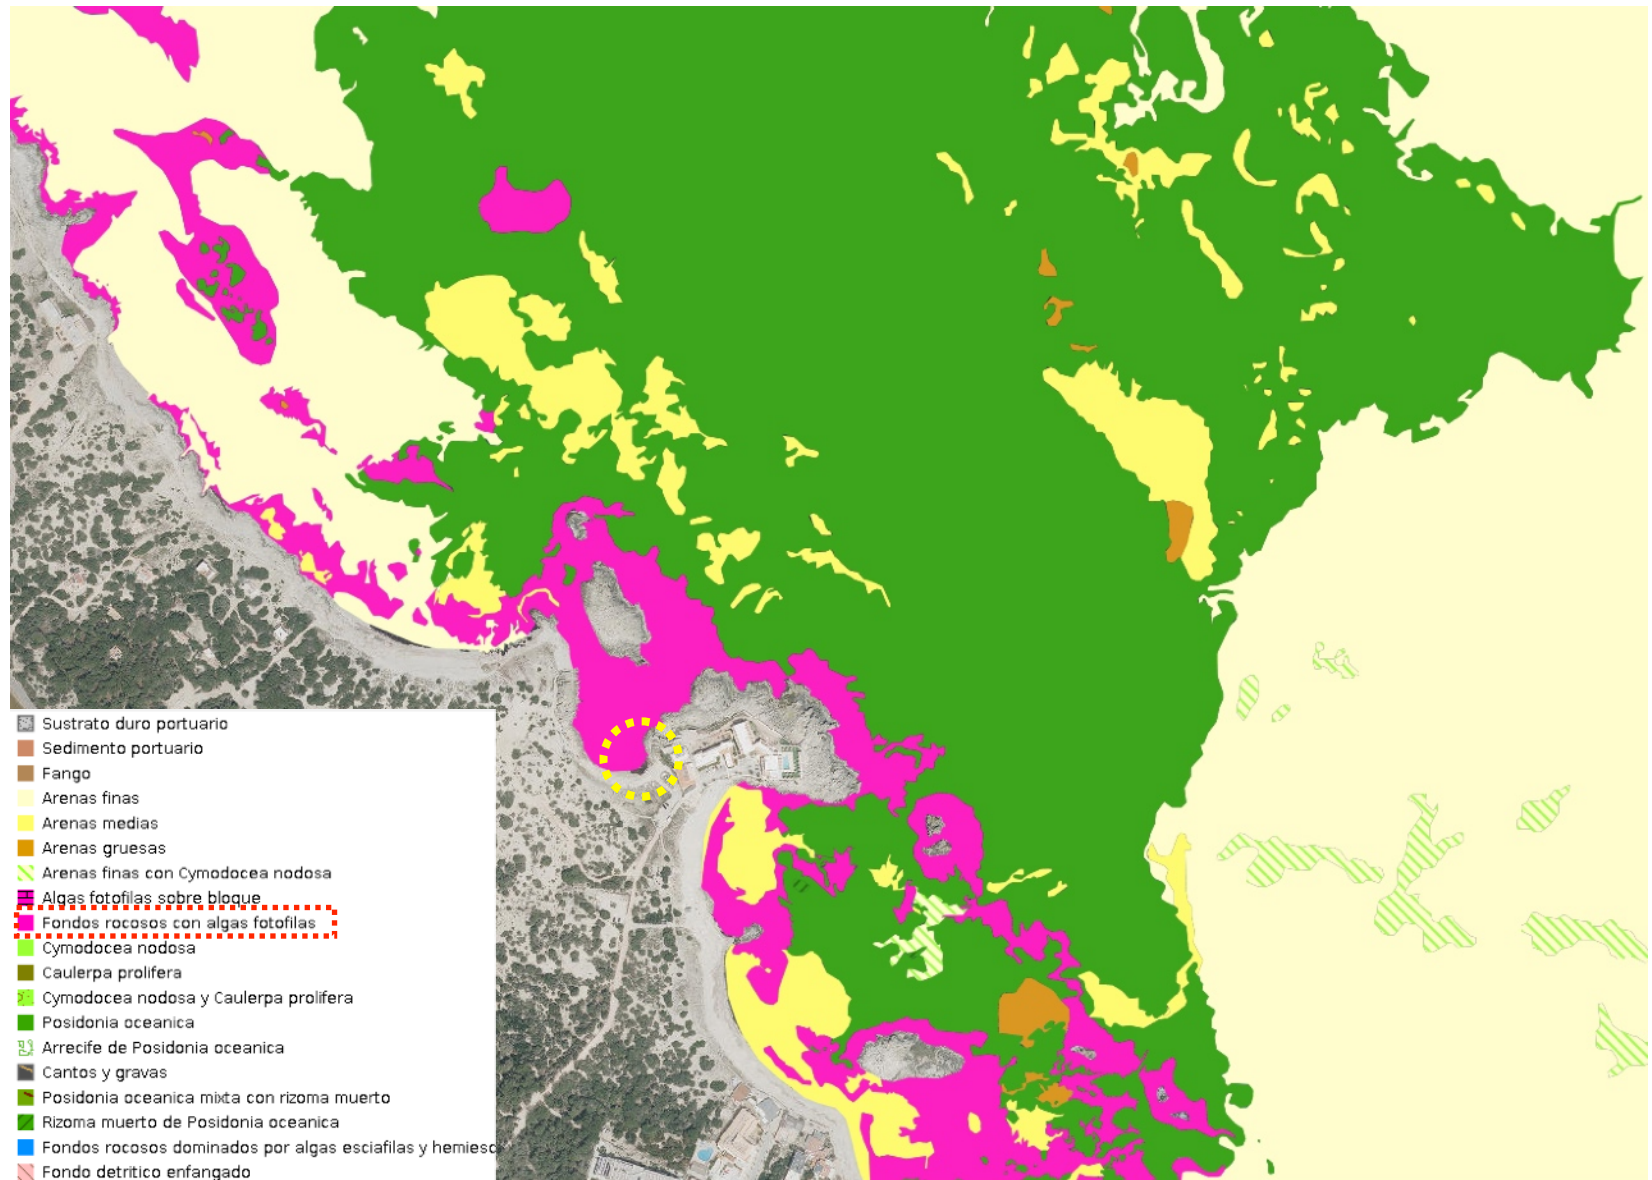 Sustrato duro portuario
Sedimento portuario
Fango
Arenas finas
Arenas medias
Arenas gruesas
Arenas finas con Cymodocea nodosa
Algas fotofilas sobre bloque
Fondos rocosos con algas fotofilas
Cymodocea nodosa
Caulerpa prolifera
Cymodocea nodosa y Caulerpa prolifera
Posidonia oceanica
Arrecife de Posidonia oceanica
Cantos y gravas
Posidonia oceanica mixta con rizoma muerto
Rizoma muerto de Posidonia oceanica
Fondos rocosos dominados por algas esciafilas y hemiesc
Fondo detritico enfangado